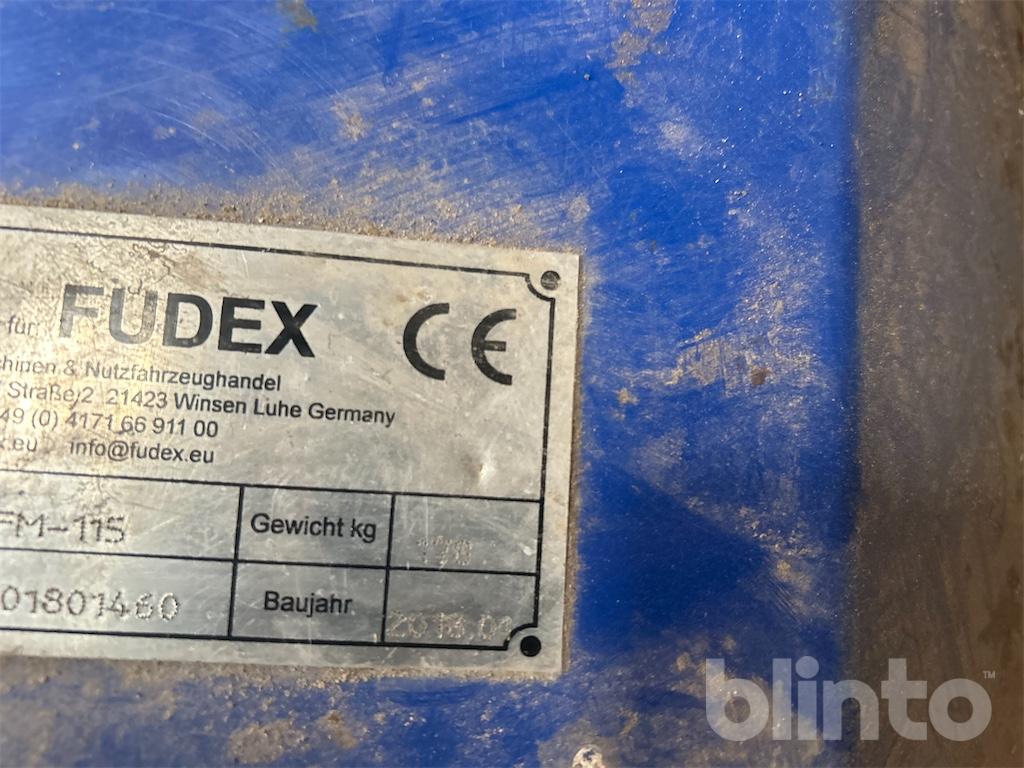 für FUDEX CE
chinen & Nutzfahrzeughandel
Straße 2 21423 Winsen Luhe Germany
49 (0) 4171 66 911 00
x.eu info@fudex.eu
FM-115 Gewicht kg
01801460 Baujahr
blinto™